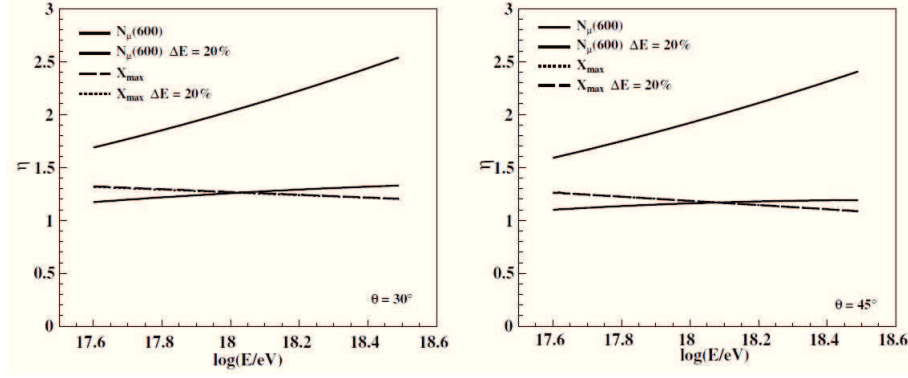 3
2.5
2
1.5
1
0.5
0
η
N_μ(600)
N_μ(600) ΔE = 20%
X_max
X_max ΔE = 20%
θ = 30°
17.6 17.8 18 18.2 18.4 18.6
log(E/eV)
3
2.5
2
1.5
1
0.5
0
η
N_μ(600)
N_μ(600) ΔE = 20%
X_max
X_max ΔE = 20%
θ = 45°
17.6 17.8 18 18.2 18.4 18.6
log(E/eV)